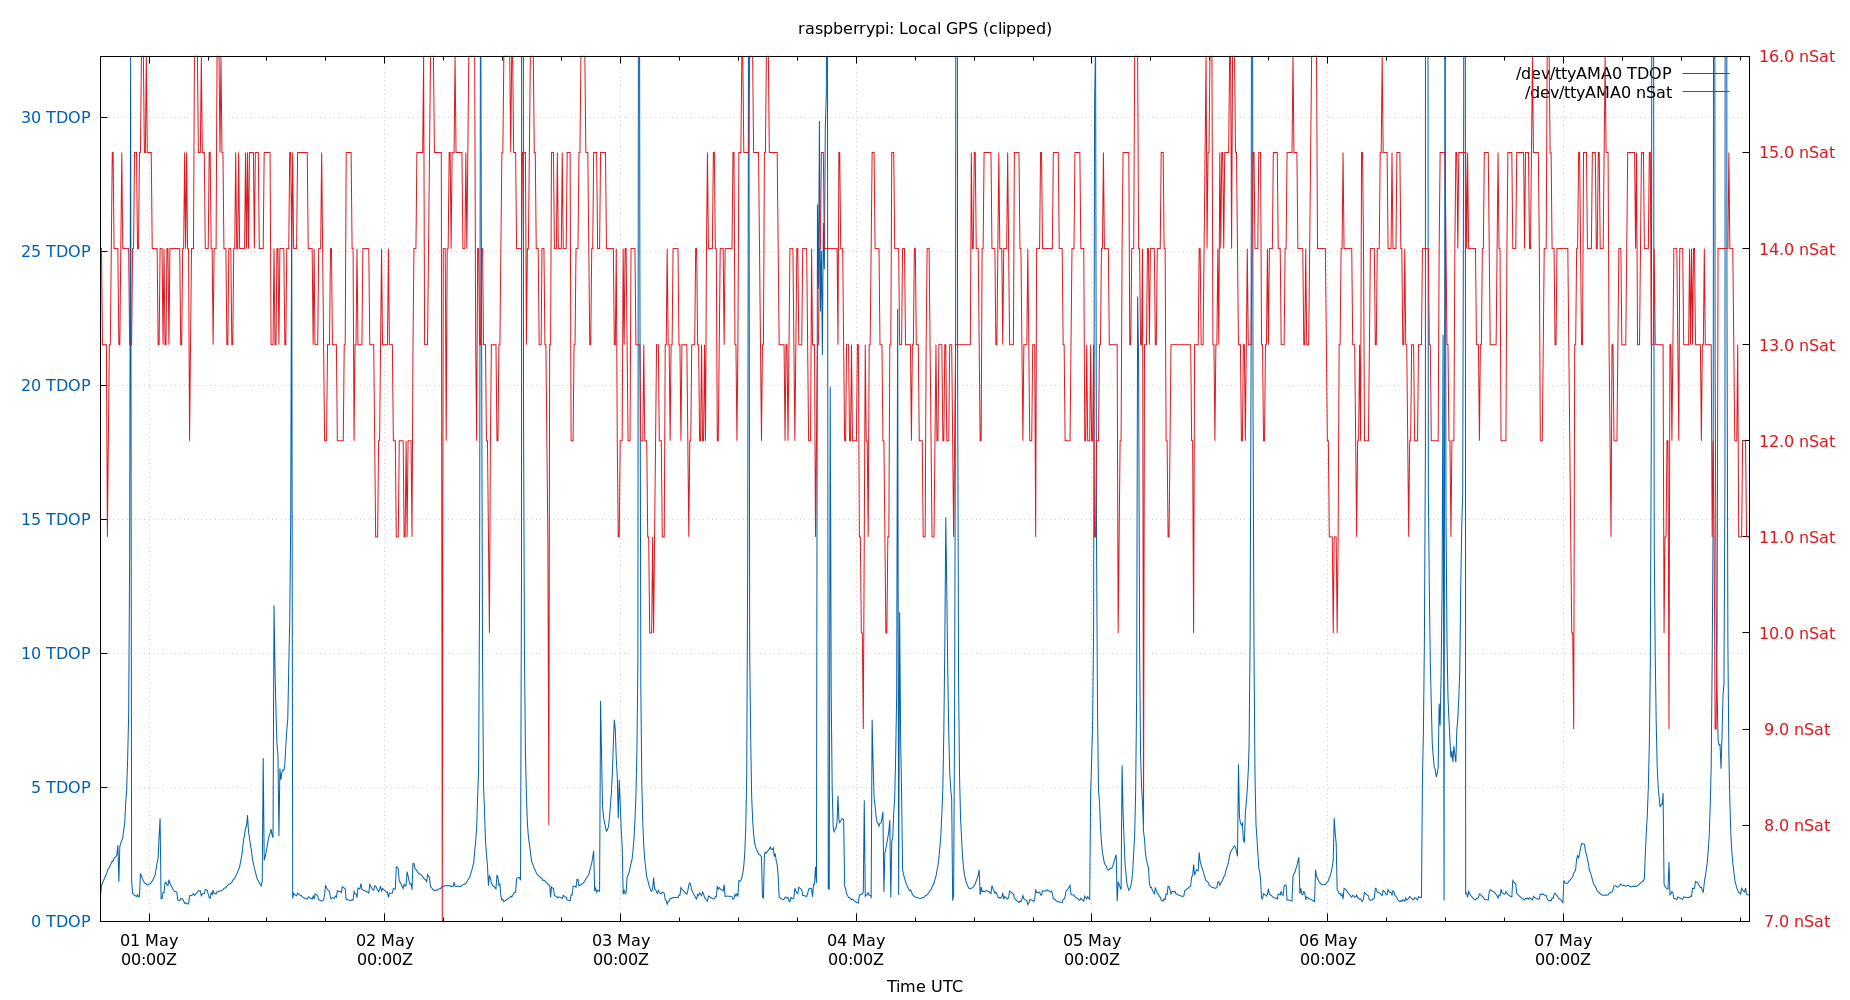 raspberrypi: Local GPS (clipped)
/dev/ttyAMA0 TDOP
/dev/ttyAMA0 nSat
30 TDOP
25 TDOP
20 TDOP
15 TDOP
10 TDOP
5 TDOP
0 TDOP
16.0 nSat
15.0 nSat
14.0 nSat
13.0 nSat
12.0 nSat
11.0 nSat
10.0 nSat
9.0 nSat
8.0 nSat
7.0 nSat
01 May
00:00Z
02 May
00:00Z
03 May
00:00Z
04 May
00:00Z
05 May
00:00Z
06 May
00:00Z
07 May
00:00Z
Time UTC